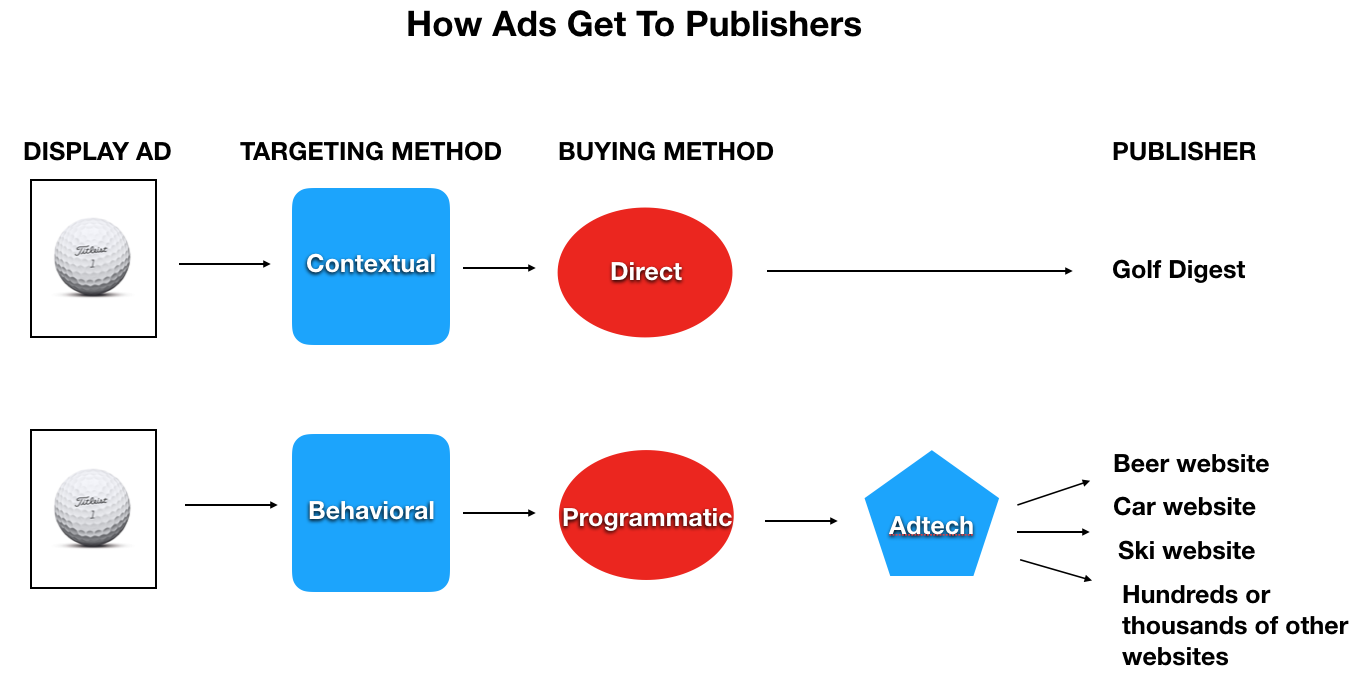 How Ads Get To Publishers
DISPLAY AD
TARGETING METHOD
BUYING METHOD
PUBLISHER
Titleist
1
Contextual
Direct
Golf Digest
Titleist
1
Behavioral
Programmatic
Adtech
Beer website
Car website
Ski website
Hundreds or
thousands of other
websites